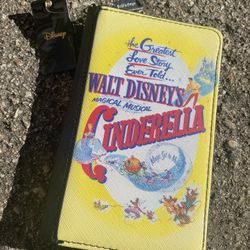 Disney
the Greatest
Love Story
Ever Told...
WALT DISNEY'S
MAGICAL MUSICAL
CINDERELLA